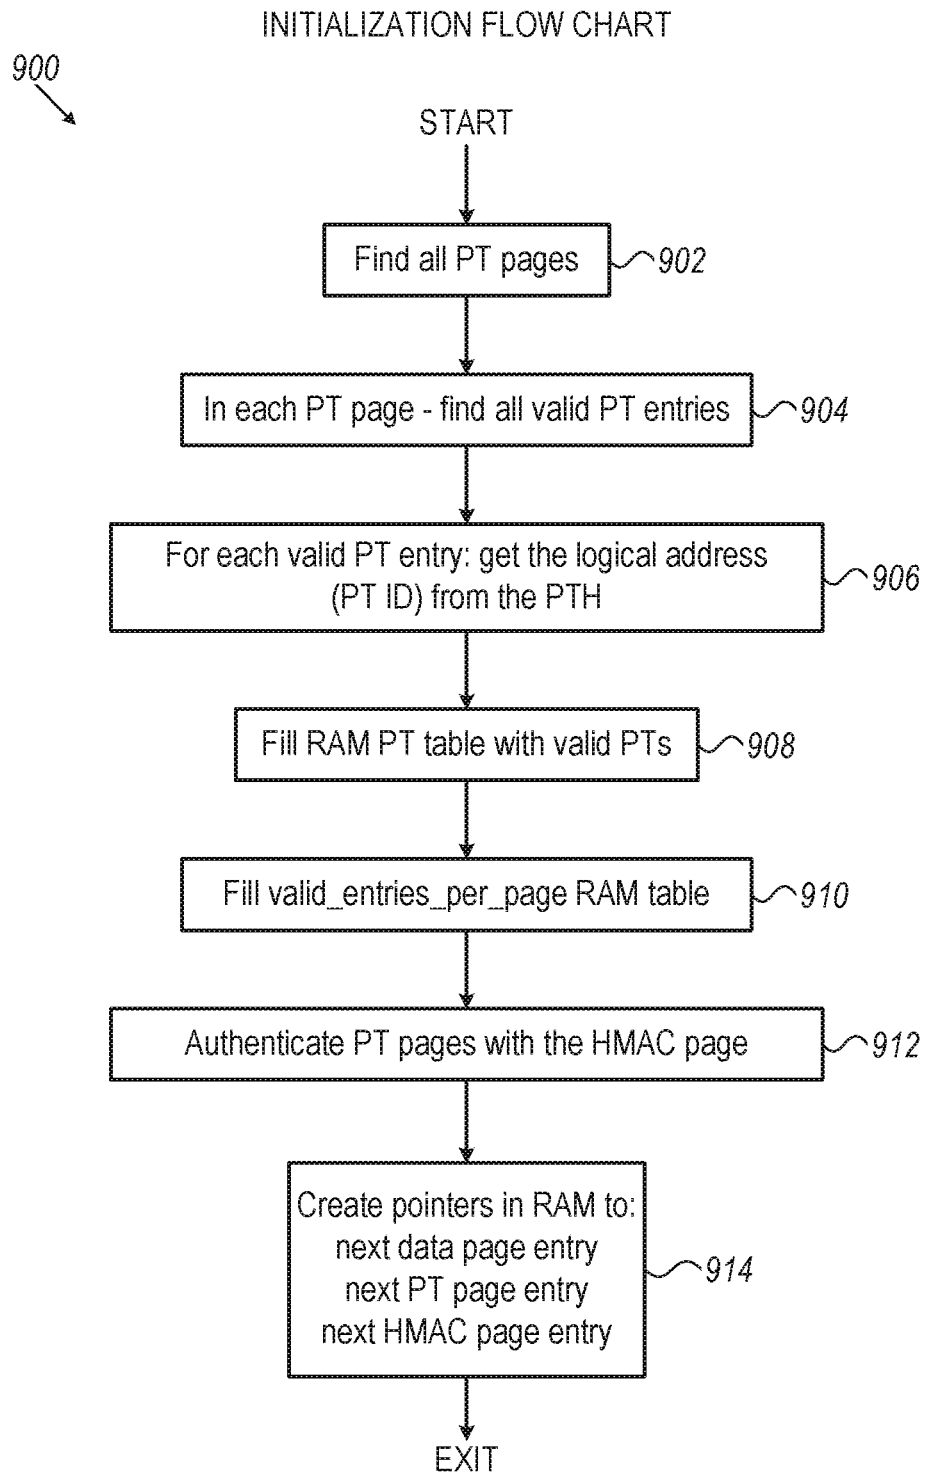 INITIALIZATION FLOW CHART
900
START
Find all PT pages
902
In each PT page - find all valid PT entries
904
For each valid PT entry: get the logical address
(PT ID) from the PTH
906
Fill RAM PT table with valid PTs
908
Fill valid_entries_per_page RAM table
910
Authenticate PT pages with the HMAC page
912
Create pointers in RAM to:
next data page entry
next PT page entry
next HMAC page entry
914
EXIT